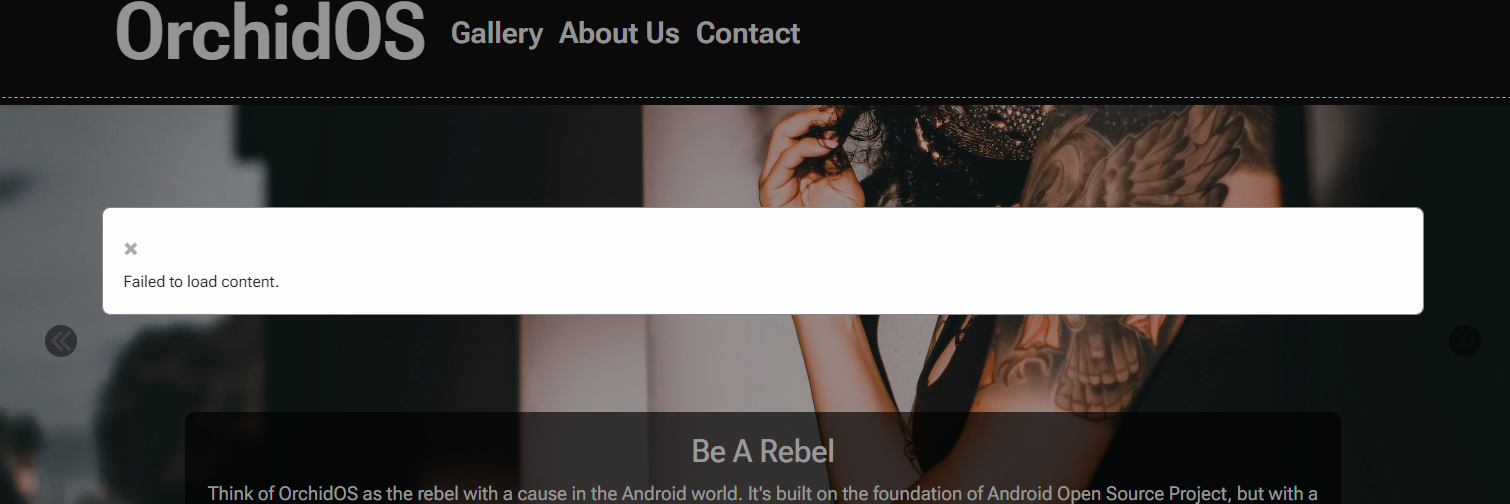 OrchidOS Gallery About Us Contact
Failed to load content.
Be A Rebel
Think of OrchidOS as the rebel with a cause in the Android world. It's built on the foundation of Android Open Source Project, but with a